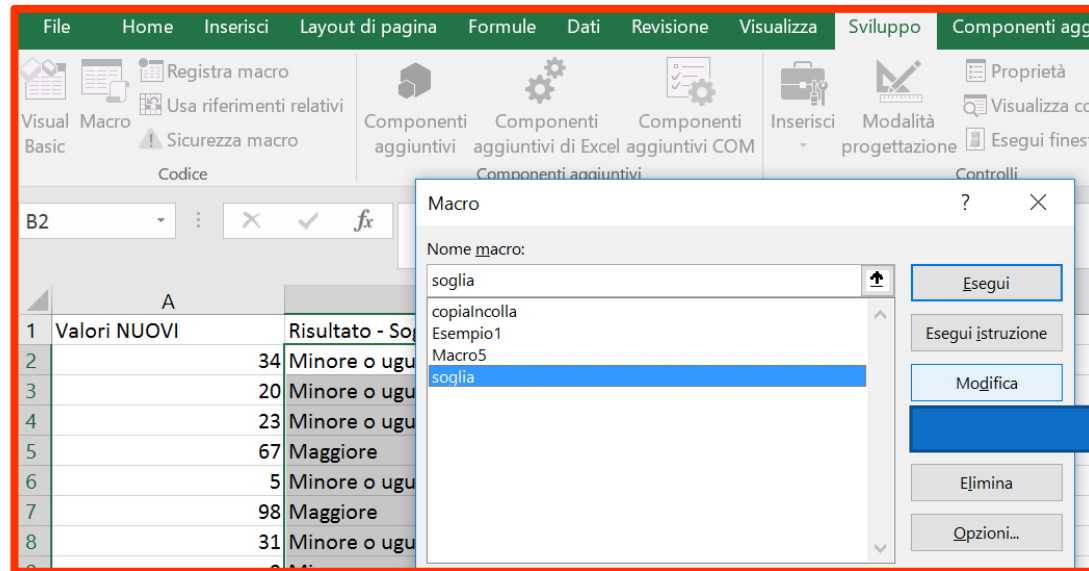 File Home Inserisci Layout di pagina Formule Dati Revisione Visualizza Sviluppo Componenti agg
Visual Basic
Macro
Registra macro
Usa riferimenti relativi
Sicurezza macro
Codice
Componenti aggiuntivi
Componenti aggiuntivi di Excel
Componenti aggiuntivi COM
Componenti aggiuntivi
Inserisci
Modalità progettazione
Proprietà
Visualizza co
Esegui fines
Controlli
B2 fx
Macro ? X
Nome macro:
soglia
copiaIncolla
Esempio1
Macro5
soglia
Esegui
Esegui istruzione
Modifica
Elimina
Opzioni...
A
1 Valori NUOVI Risultato - Sog
2 34 Minore o ugu
3 20 Minore o ugu
4 23 Minore o ugu
5 67 Maggiore
6 5 Minore o ugu
7 98 Maggiore
8 31 Minore o ugu